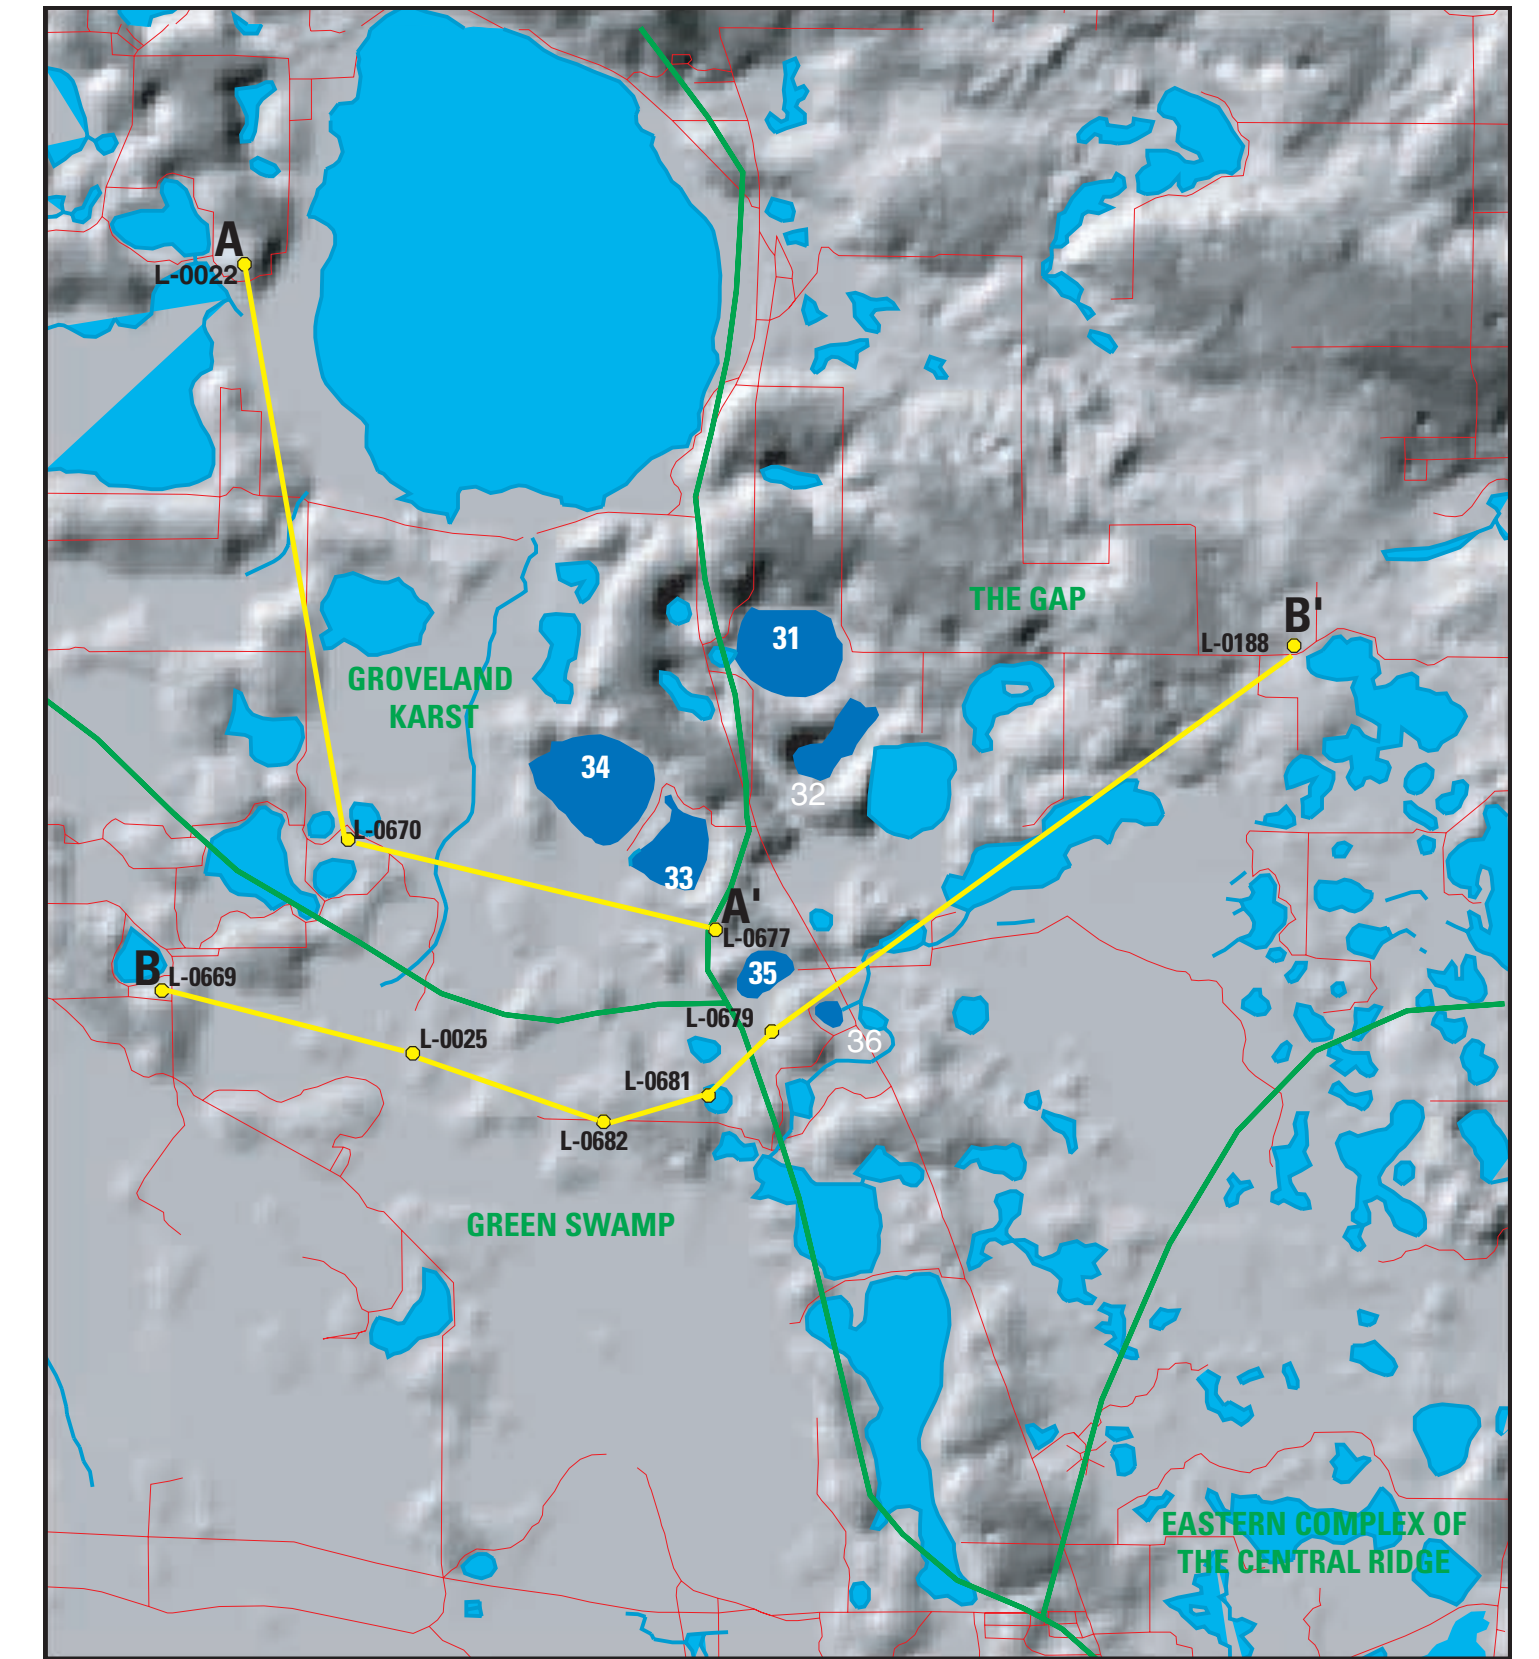 A
L-0022
THE GAP
B'
L-0188
31
GROVELAND
KARST
34
32
L-0670
33
A'
L-0677
B
L-0669
35
L-0679
L-0025
36
L-0681
L-0682
GREEN SWAMP
EASTERN COMPLEX OF
THE CENTRAL RIDGE